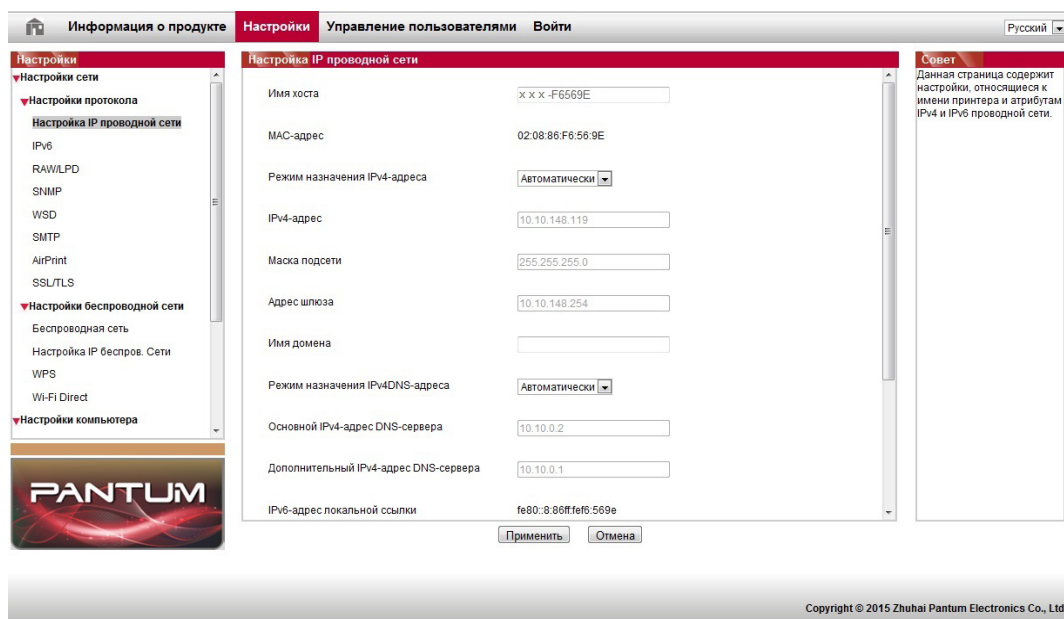 Информация о продукте Настройки Управление пользователями Войти Русский
Настройки
Настройки сети
Настройки протокола
Настройка IP проводной сети
IPv6
RAW/LPD
SNMP
WSD
SMTP
AirPrint
SSL/TLS
Настройки беспроводной сети
Беспроводная сеть
Настройка IP беспров. Сети
WPS
Wi-Fi Direct
Настройки компьютера
PANTUM
Настройка IP проводной сети
Имя хоста x x x -F6569E
MAC-адрес 02:08:86:F6:56:9E
Режим назначения IPv4-адреса Автоматически
IPv4-адрес 10.10.148.119
Маска подсети 255.255.255.0
Адрес шлюза 10.10.148.254
Имя домена
Режим назначения IPv4DNS-адреса Автоматически
Основной IPv4-адрес DNS-сервера 10.10.0.2
Дополнительный IPv4-адрес DNS-сервера 10.10.0.1
IPv6-адрес локальной ссылки fe80::8:86ff:fef6:569e
Применить Отмена
Совет
Данная страница содержит
настройки, относящиеся к
имени принтера и атрибутам
IPv4 и IPv6 проводной сети.
Copyright © 2015 Zhuhai Pantum Electronics Co., Ltd